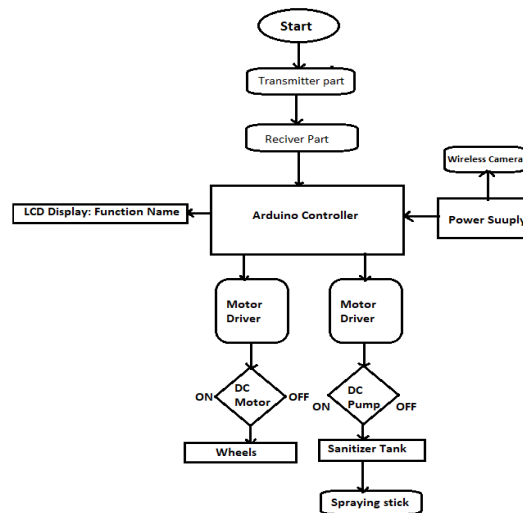 Start
Transmitter part
Reciver Part
Wireless Camera
LCD Display: Function Name
Arduino Controller
Power Suuply
Motor
Driver
Motor
Driver
ON
DC
Motor
OFF
ON
DC
Pump
OFF
Wheels
Sanitizer Tank
Spraying stick